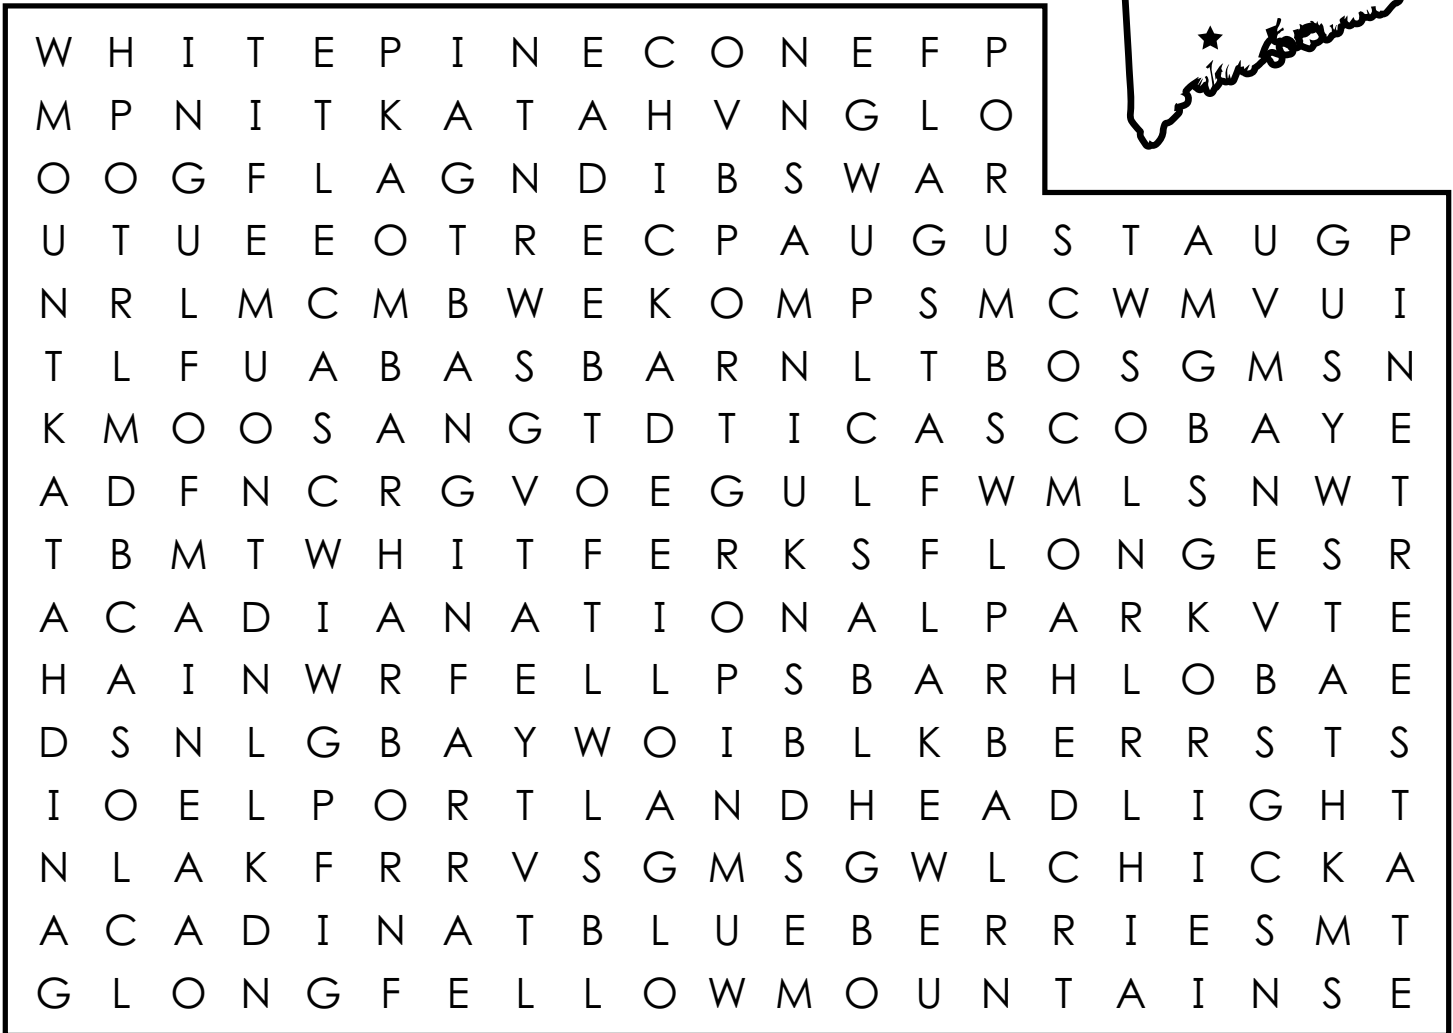 W H I T E P I N E C O N E F P
M P N I T K A T A H V N G L O
O O G F L A G N D I B S W A R
U T U E E O T R E C P A U G U S T A U G P
N R L M C M B W E K O M P S M C W M V U I
T L F U A B A S B A R N L T B O S G M S N
K M O O S A N G T D T I C A S C O B A Y E
A D F N C R G V O E G U L F W M L S N W T
T B M T W H I T F E R K S F L O N G E S R
A C A D I A N A T I O N A L P A R K V T E
H A I N W R F E L L P S B A R H L O B A E
D S N L G B A Y W O I B L K B E R R S T S
I O E L P O R T L A N D H E A D L I G H T
N L A K F R R V S G M S G W L C H I C K A
A C A D I N A T B L U E B E R R I E S M T
G L O N G F E L L O W M O U N T A I N S E